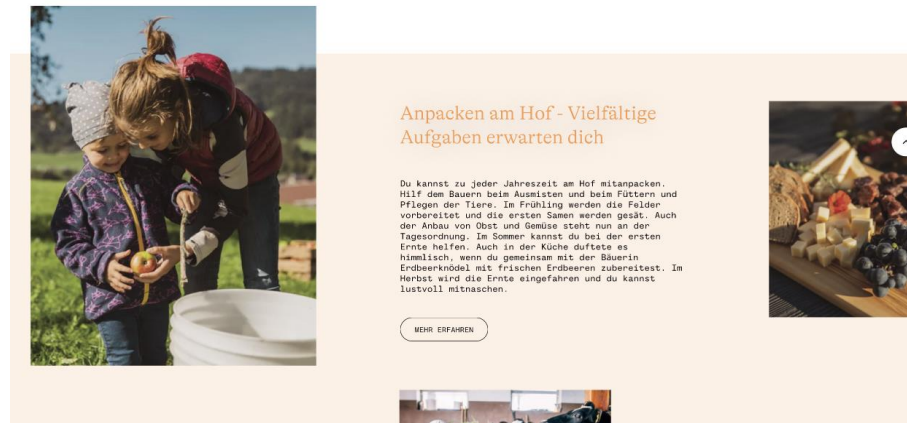 Anpacken am Hof - Vielfältige
Aufgaben erwarten dich
Du kannst zu jeder Jahreszeit am Hof mitanpacken.
Hilf dem Bauern beim Ausmisten und beim Füttern und
Pflegen der Tiere. Im Frühling werden die Felder
vorbereitet und die ersten Samen werden gesät. Auch
der Anbau von Obst und Gemüse steht nun an der
Tagesordnung. Im Sommer kannst du bei der ersten
Ernte helfen. Auch in der Küche duftete es
himmlisch, wenn du gemeinsam mit der Bäuerin
Erdbeerknödel mit frischen Erdbeeren zubereitest. Im
Herbst wird die Ernte eingefahren und du kannst
lustvoll mitnaschen.
MEHR ERFAHREN